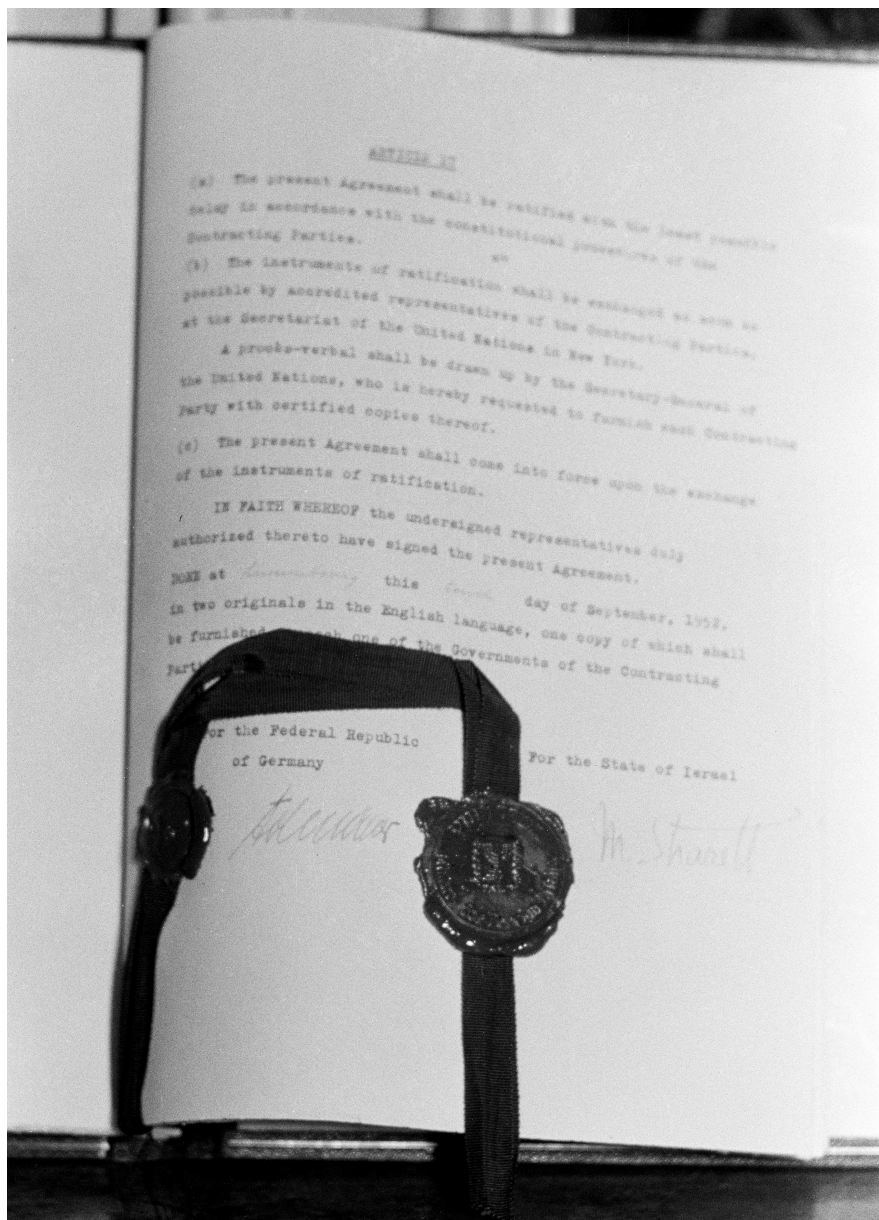 ARTICLE 17
(a) The present Agreement shall be ratified with the least possible
delay in accordance with the constitutional procedures of the
Contracting Parties.
(b) The instruments of ratification shall be exchanged as soon as
possible by accredited representatives of the Contracting Parties,
at the Secretariat of the United Nations in New York.
A procès-verbal shall be drawn up by the Secretary-General of
the United Nations, who is hereby requested to furnish each Contracting
Party with certified copies thereof.
(c) The present Agreement shall come into force upon the exchange
of the instruments of ratification.
IN FAITH WHEREOF the undersigned representatives duly
authorized thereto have signed the present Agreement.
DONE at Luxembourg this tenth day of September, 1952,
in two originals in the English language, one copy of which shall
be furnished each one of the Governments of the Contracting
For the Federal Republic
of Germany
For the State of Israel
Adenauer
M. Sharett